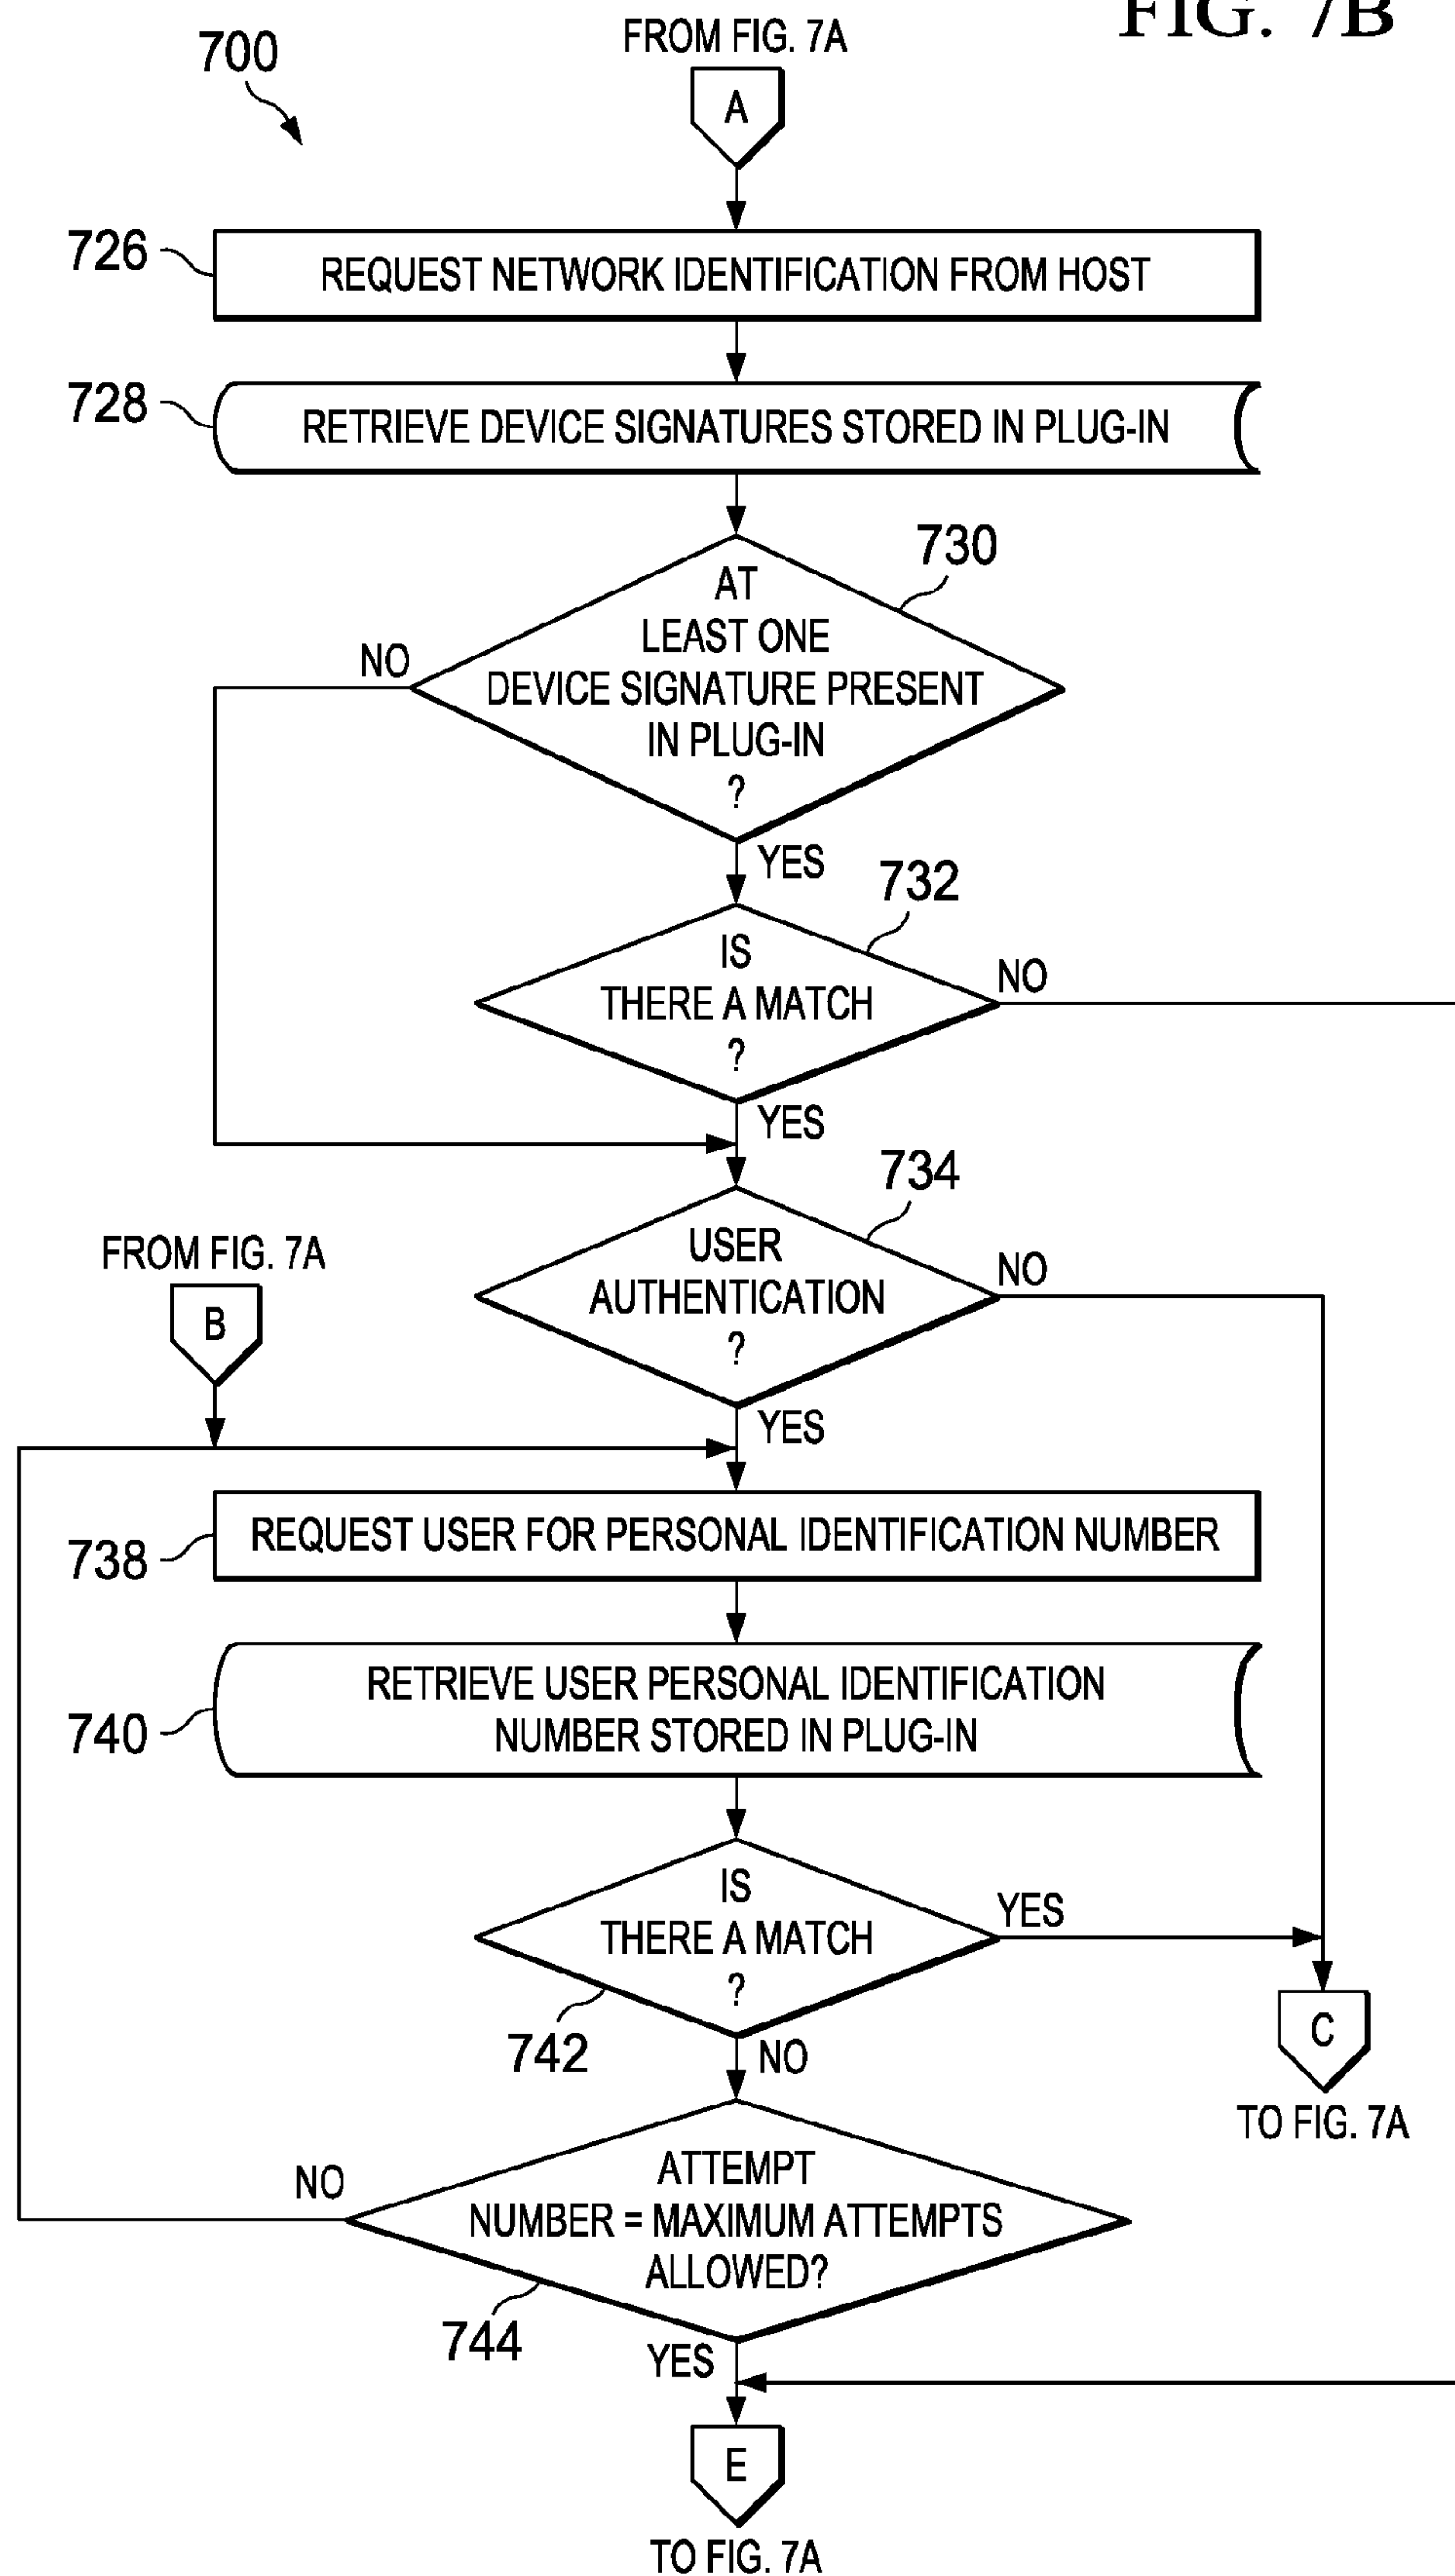 FIG. 7B
700
FROM FIG. 7A
A
726
REQUEST NETWORK IDENTIFICATION FROM HOST
728
RETRIEVE DEVICE SIGNATURES STORED IN PLUG-IN
730
AT
LEAST ONE
DEVICE SIGNATURE PRESENT
IN PLUG-IN
?
NO
YES
732
IS
THERE A MATCH
?
NO
YES
734
USER
AUTHENTICATION
?
NO
YES
FROM FIG. 7A
B
738
REQUEST USER FOR PERSONAL IDENTIFICATION NUMBER
740
RETRIEVE USER PERSONAL IDENTIFICATION
NUMBER STORED IN PLUG-IN
IS
THERE A MATCH
?
YES
742
NO
C
TO FIG. 7A
ATTEMPT
NUMBER = MAXIMUM ATTEMPTS
ALLOWED?
NO
744
YES
E
TO FIG. 7A